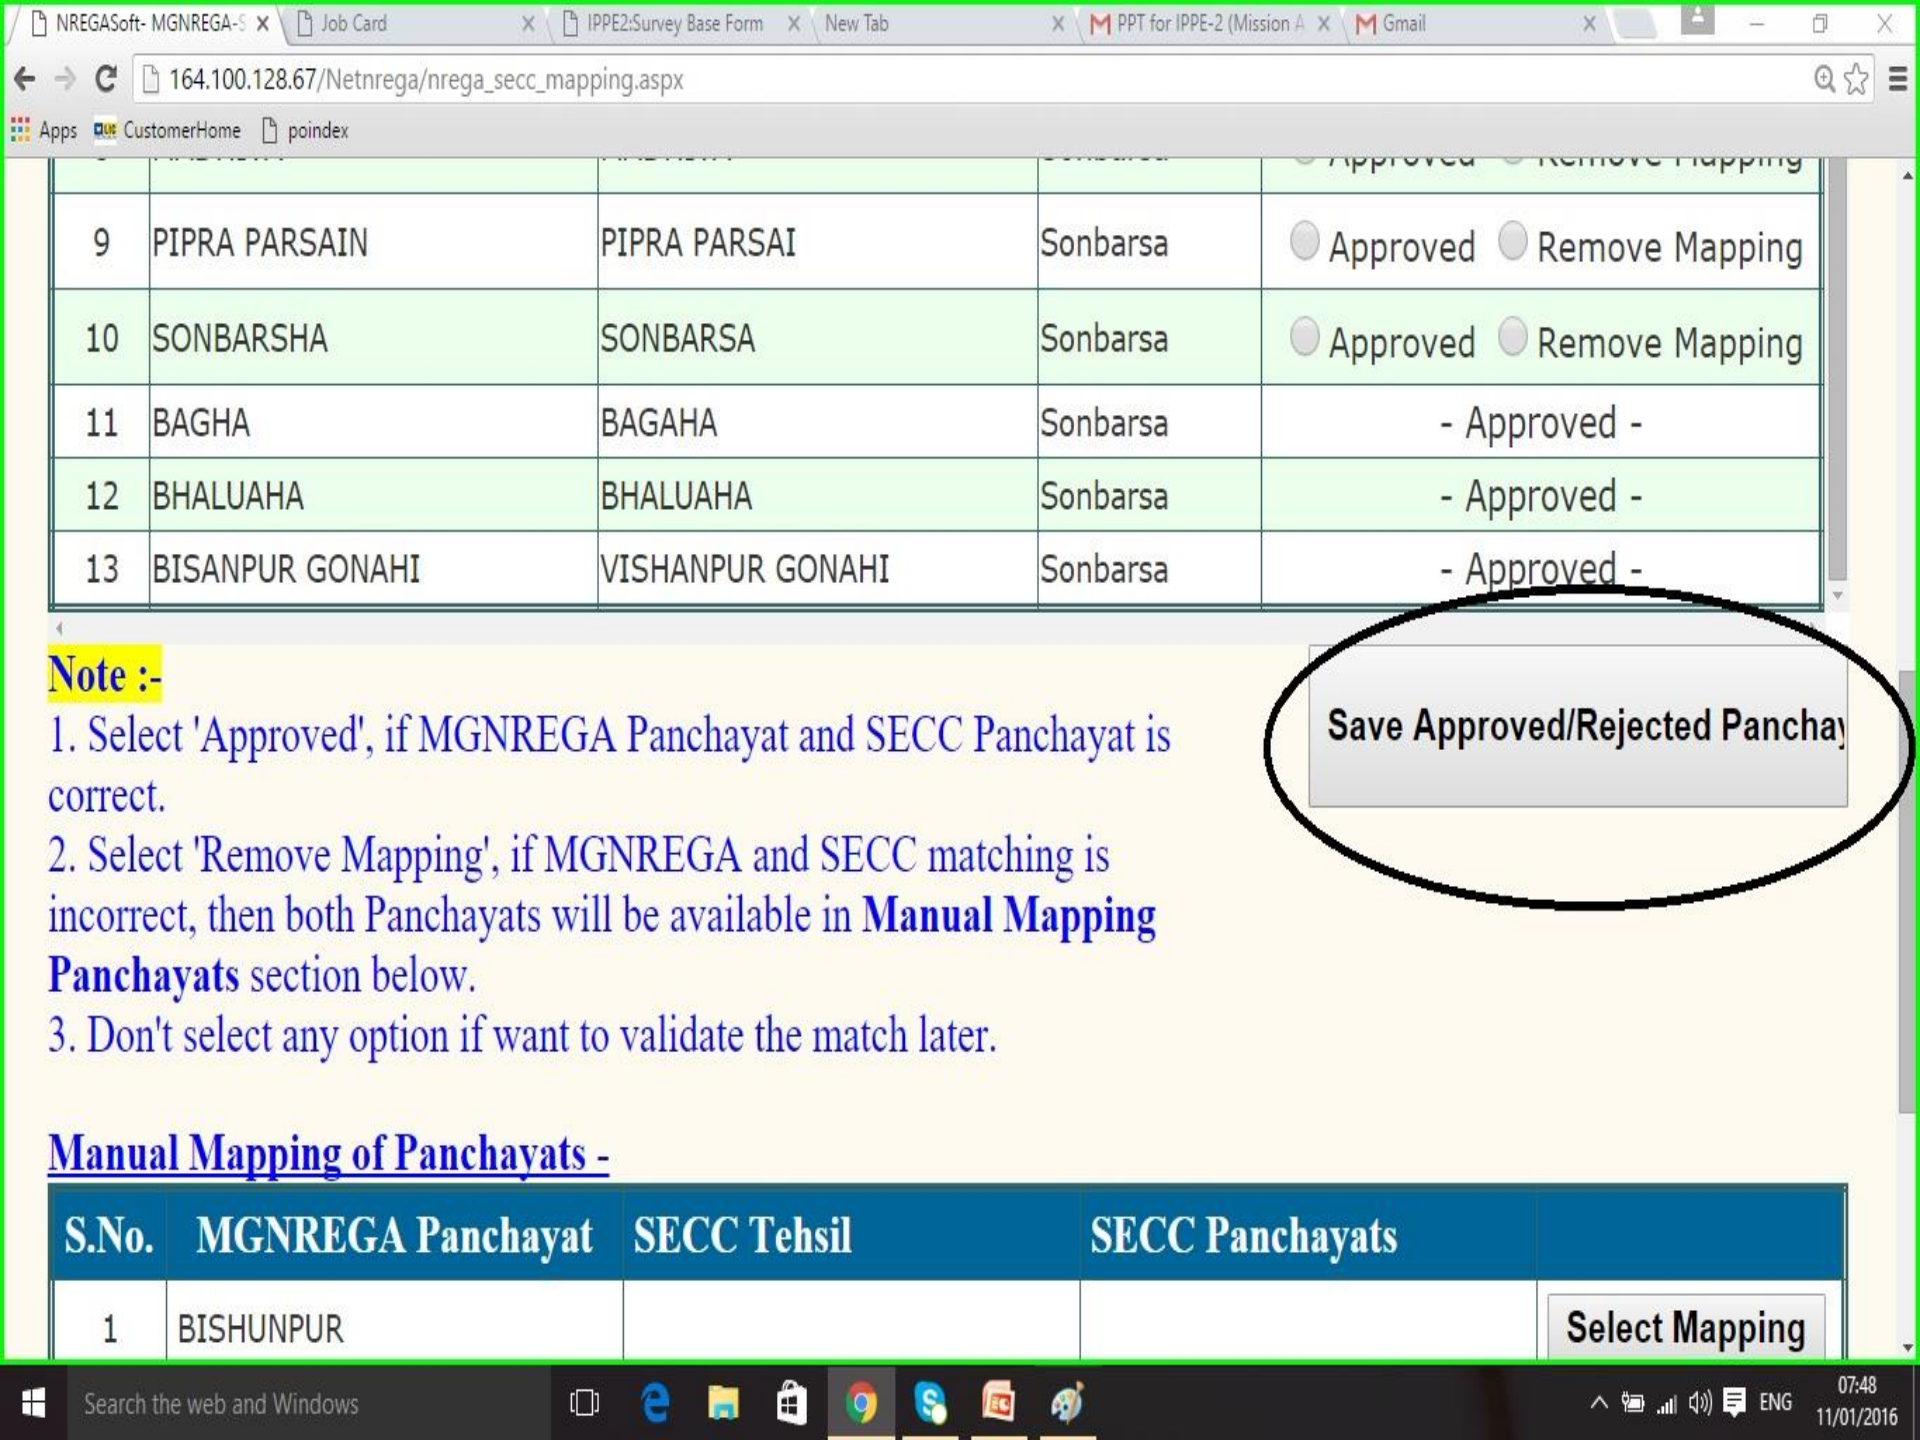 NREGASoft- MGNREGA-S
Job Card
IPPE2:Survey Base Form
New Tab
PPT for IPPE-2 (Mission A
Gmail
164.100.128.67/Netnrega/nrega_secc_mapping.aspx
Apps CustomerHome poindex
Approved Remove Mapping
9 PIPRA PARSAIN PIPRA PARSAI Sonbarsa Approved Remove Mapping
10 SONBARSHA SONBARSA Sonbarsa Approved Remove Mapping
11 BAGHA BAGAHA Sonbarsa - Approved -
12 BHALUAHA BHALUAHA Sonbarsa - Approved -
13 BISANPUR GONAHI VISHANPUR GONAHI Sonbarsa - Approved -
Note :-
1. Select 'Approved', if MGNREGA Panchayat and SECC Panchayat is
correct.
2. Select 'Remove Mapping', if MGNREGA and SECC matching is
incorrect, then both Panchayats will be available in Manual Mapping
Panchayats section below.
3. Don't select any option if want to validate the match later.
Save Approved/Rejected Panchay
Manual Mapping of Panchayats -
S.No. MGNREGA Panchayat SECC Tehsil SECC Panchayats
1 BISHUNPUR Select Mapping
Search the web and Windows
ENG
07:48
11/01/2016